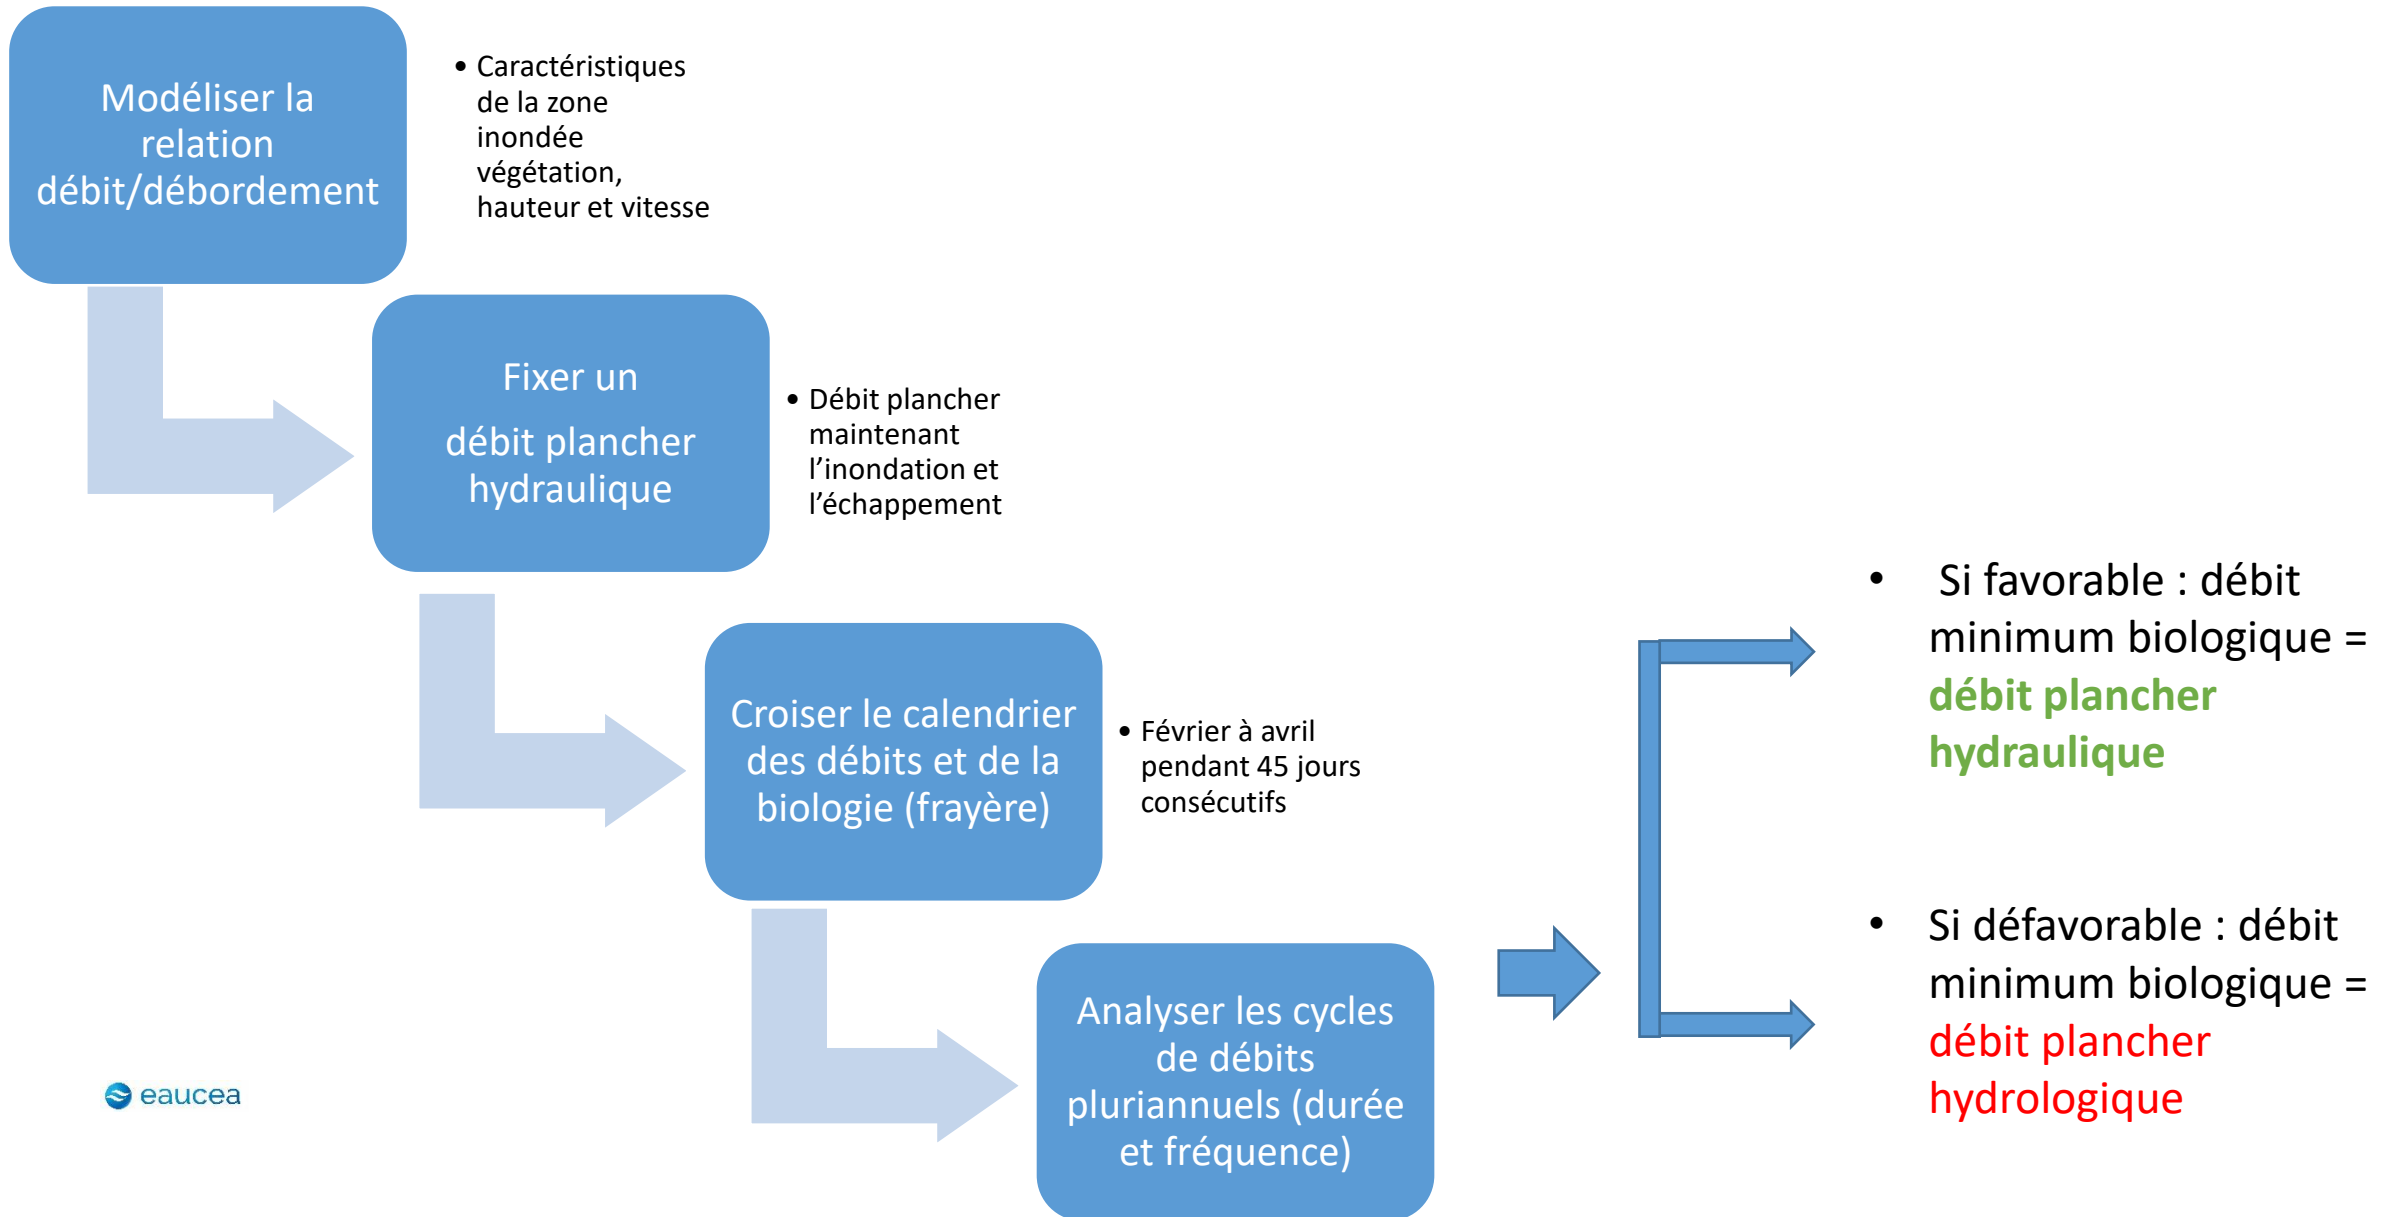 Modéliser la
relation
débit/débordement
• Caractéristiques
de la zone
inondée
végétation,
hauteur et vitesse
Fixer un
débit plancher
hydraulique
• Débit plancher
maintenant
l’inondation et
l’échappement
Croiser le calendrier
des débits et de la
biologie (frayère)
• Février à avril
pendant 45 jours
consécutifs
Analyser les cycles
de débits
pluriannuels (durée
et fréquence)
• Si favorable : débit
minimum biologique =
débit plancher
hydraulique
• Si défavorable : débit
minimum biologique =
débit plancher
hydrologique
eaucea